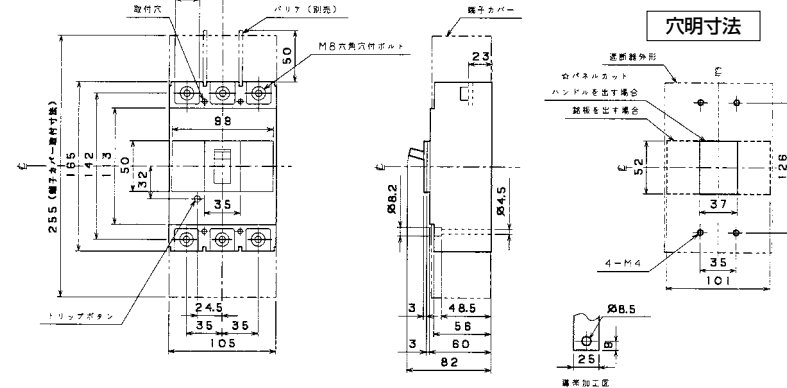 取付穴
バリヤ（別売）
M8六角穴付ボルト
50
255（端子カバー取付寸法）
165
142
113
50
32
99
35
トリップボタン
24.5
35
35
105
端子カバー
23
ø8.2
ø4.5
3
48.5
56
3
60
82
穴明寸法
遮断器外形
☆パネルカット
ハンドルを出す場合
銘板を出す場合
52
37
126
4-M4
35
101
ø8.5
8
25
導帯加工図